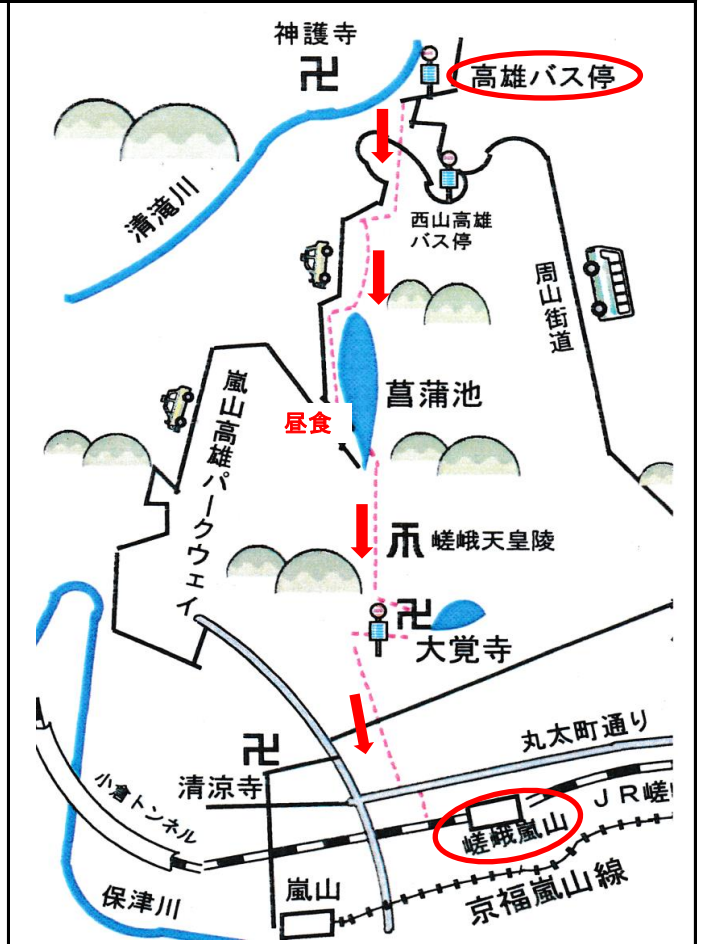 神護寺
高雄バス停
清滝川
西山高雄
バス停
周山街道
菖蒲池
嵐山高雄パークウェイ
昼食
嵯峨天皇陵
大覚寺
丸太町通り
清涼寺
小倉トンネル
JR嵯
嵯峨嵐山
嵐山
保津川
京福嵐山線